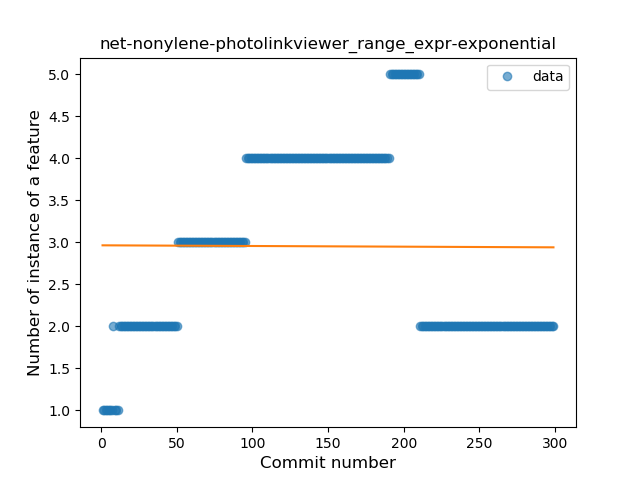 net-nonylene-photolinkviewer_range_expr-exponential
data
5.0
4.5
4.0
3.5
3.0
2.5
2.0
1.5
1.0
Number of instance of a feature
0 50 100 150 200 250 300
Commit number